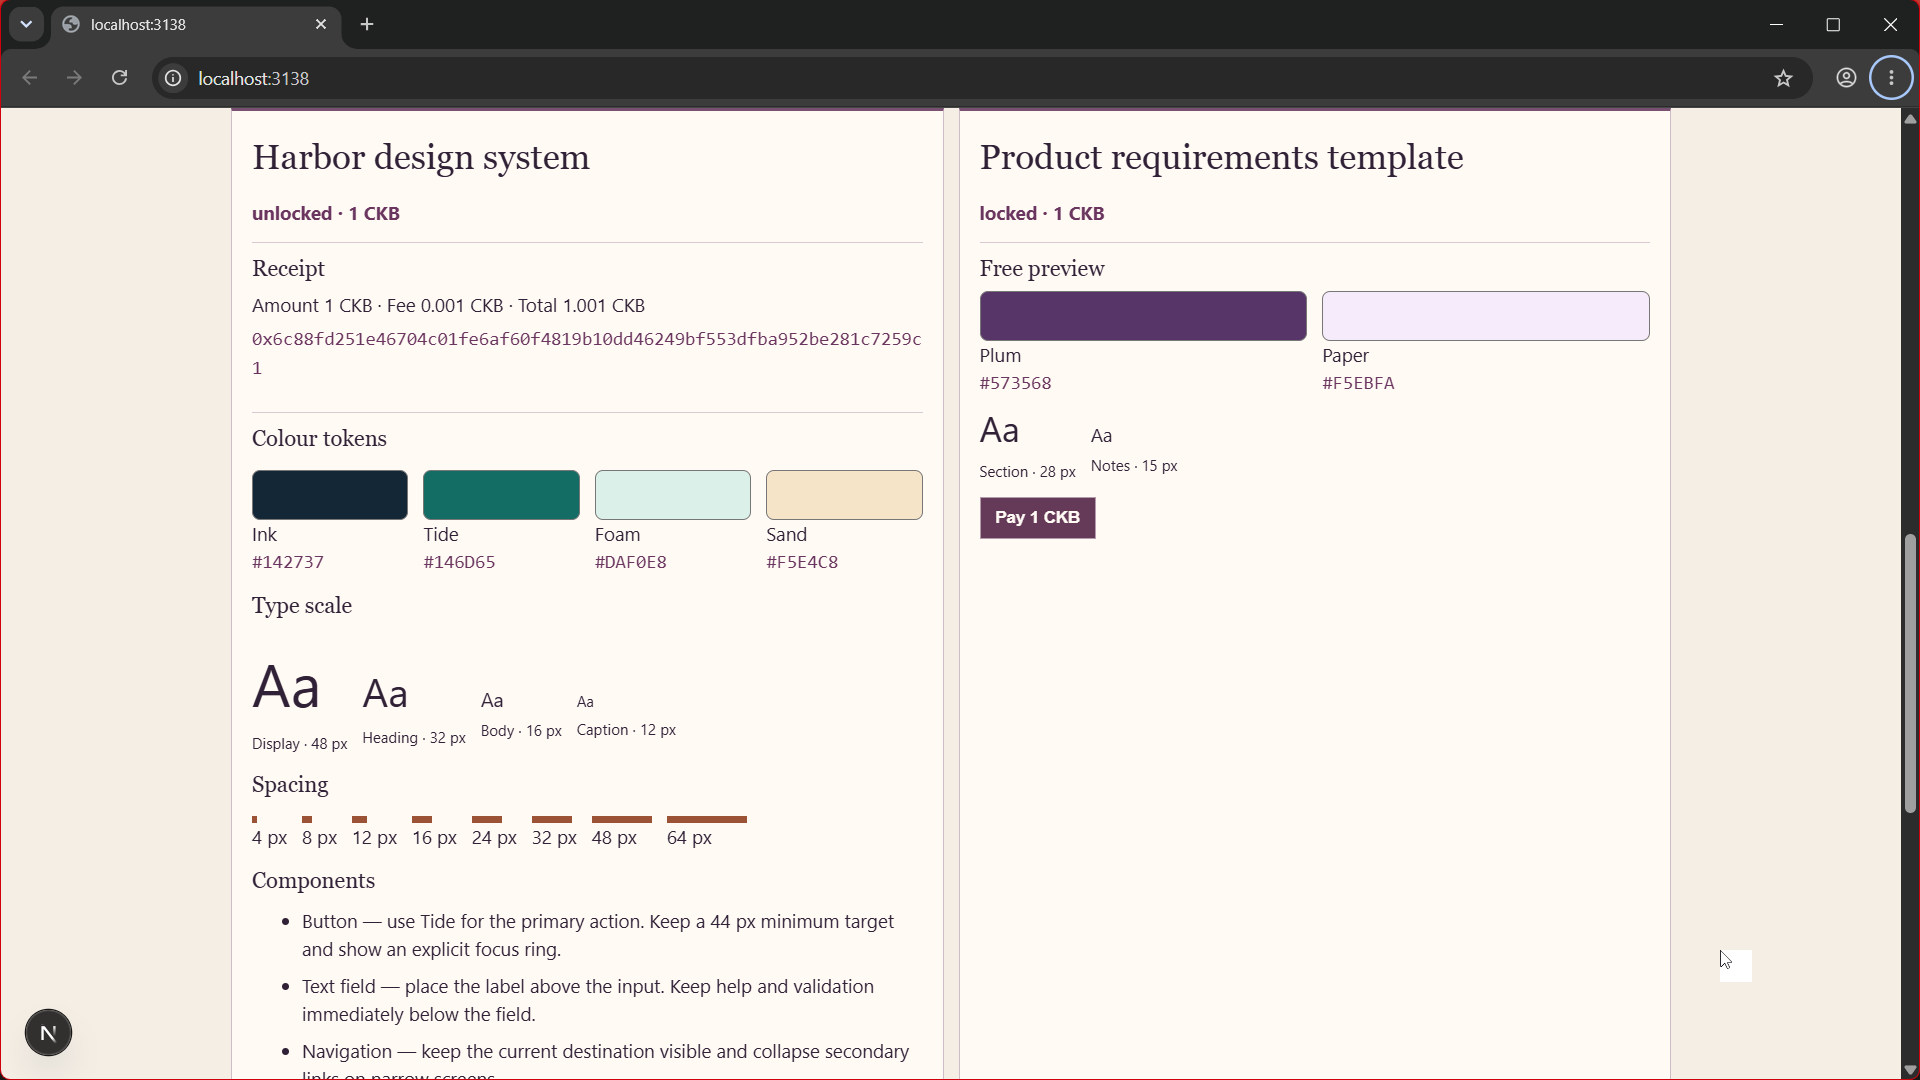 localhost:3138
localhost:3138
Harbor design system
unlocked · 1 CKB
Receipt
Amount 1 CKB · Fee 0.001 CKB · Total 1.001 CKB
0x6c88fd251e46704c01fe6af60f4819b10dd46249bf553dfba952be281c7259c
1
Colour tokens
Ink
Tide
Foam
Sand
#142737
#146D65
#DAF0E8
#F5E4C8
Type scale
Aa
Aa
Aa
Aa
Display · 48 px
Heading · 32 px
Body · 16 px
Caption · 12 px
Spacing
4 px
8 px
12 px
16 px
24 px
32 px
48 px
64 px
Components
• Button — use Tide for the primary action. Keep a 44 px minimum target
and show an explicit focus ring.
• Text field — place the label above the input. Keep help and validation
immediately below the field.
• Navigation — keep the current destination visible and collapse secondary
links on narrow screens.
Product requirements template
locked · 1 CKB
Free preview
Plum
Paper
#573568
#F5EBFA
Aa
Aa
Section · 28 px
Notes · 15 px
Pay 1 CKB
N